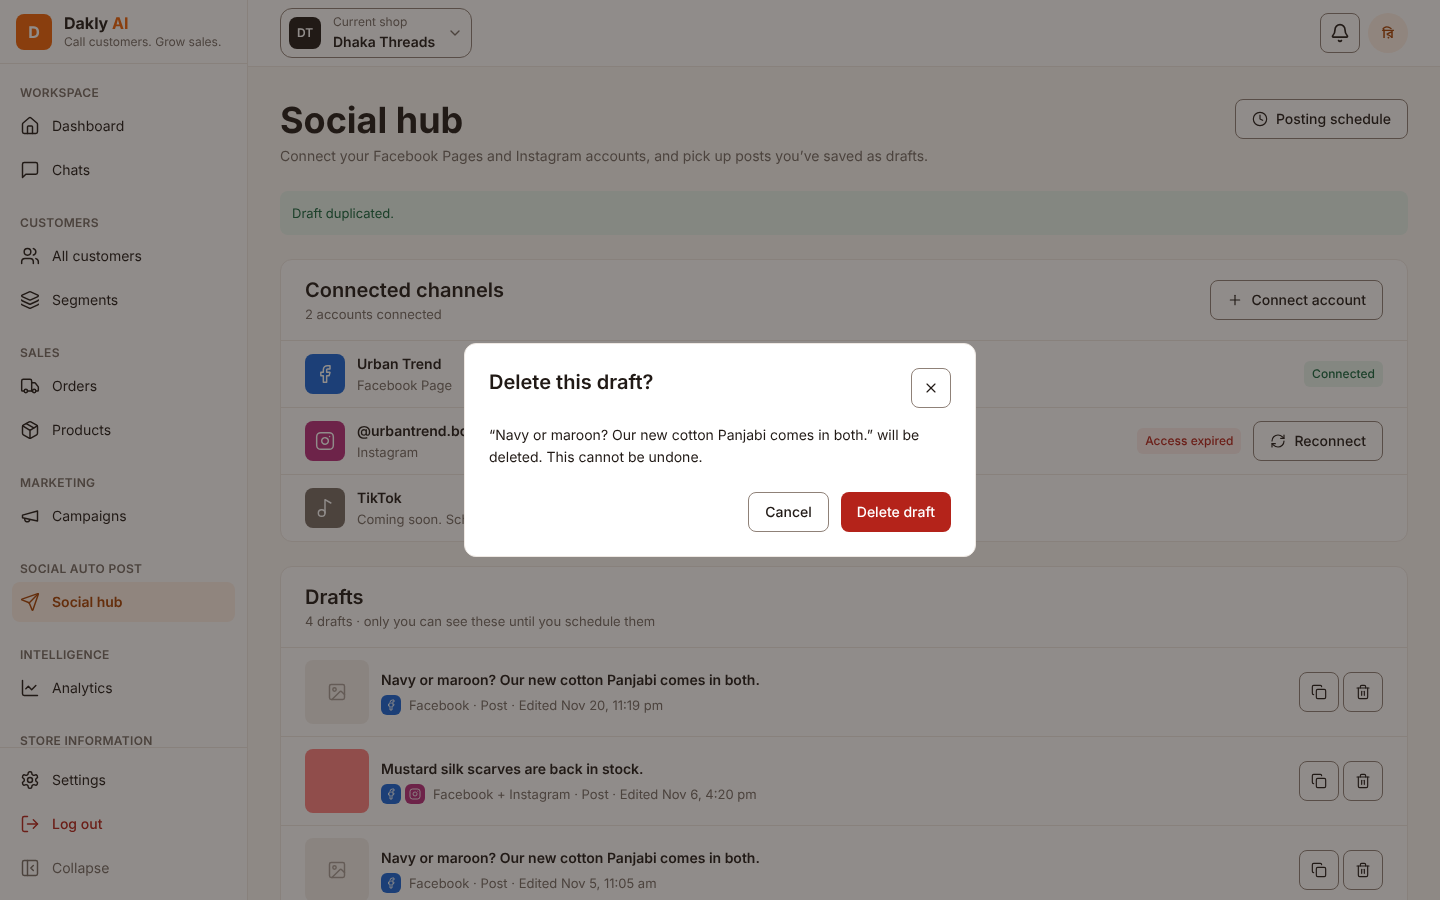 D
Dakly AI
Call customers. Grow sales.
DT
Current shop
Dhaka Threads
রি
WORKSPACE
Dashboard
Chats
CUSTOMERS
All customers
Segments
SALES
Orders
Products
MARKETING
Campaigns
SOCIAL AUTO POST
Social hub
INTELLIGENCE
Analytics
STORE INFORMATION
Settings
Log out
Collapse
Social hub
Connect your Facebook Pages and Instagram accounts, and pick up posts you’ve saved as drafts.
Posting schedule
Draft duplicated.
Connected channels
2 accounts connected
Connect account
Urban Trend
Facebook Page
Connected
@urbantrend.bd
Instagram
Access expired
Reconnect
TikTok
Coming soon.
Delete this draft?
“Navy or maroon? Our new cotton Panjabi comes in both.” will be
deleted. This cannot be undone.
Cancel
Delete draft
Drafts
4 drafts · only you can see these until you schedule them
Navy or maroon? Our new cotton Panjabi comes in both.
Facebook · Post · Edited Nov 20, 11:19 pm
Mustard silk scarves are back in stock.
Facebook + Instagram · Post · Edited Nov 6, 4:20 pm
Navy or maroon? Our new cotton Panjabi comes in both.
Facebook · Post · Edited Nov 5, 11:05 am